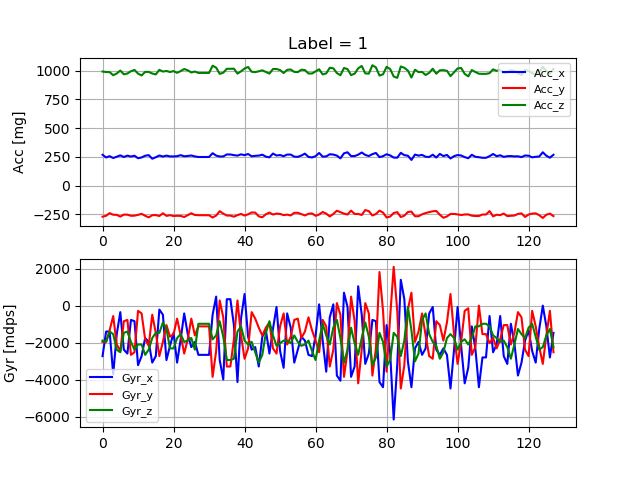 Label = 1
Acc [mg]
1000
750
500
250
0
−250
Acc_x
Acc_y
Acc_z
0 20 40 60 80 100 120
Gyr [mdps]
2000
0
−2000
−4000
−6000
Gyr_x
Gyr_y
Gyr_z
0 20 40 60 80 100 120